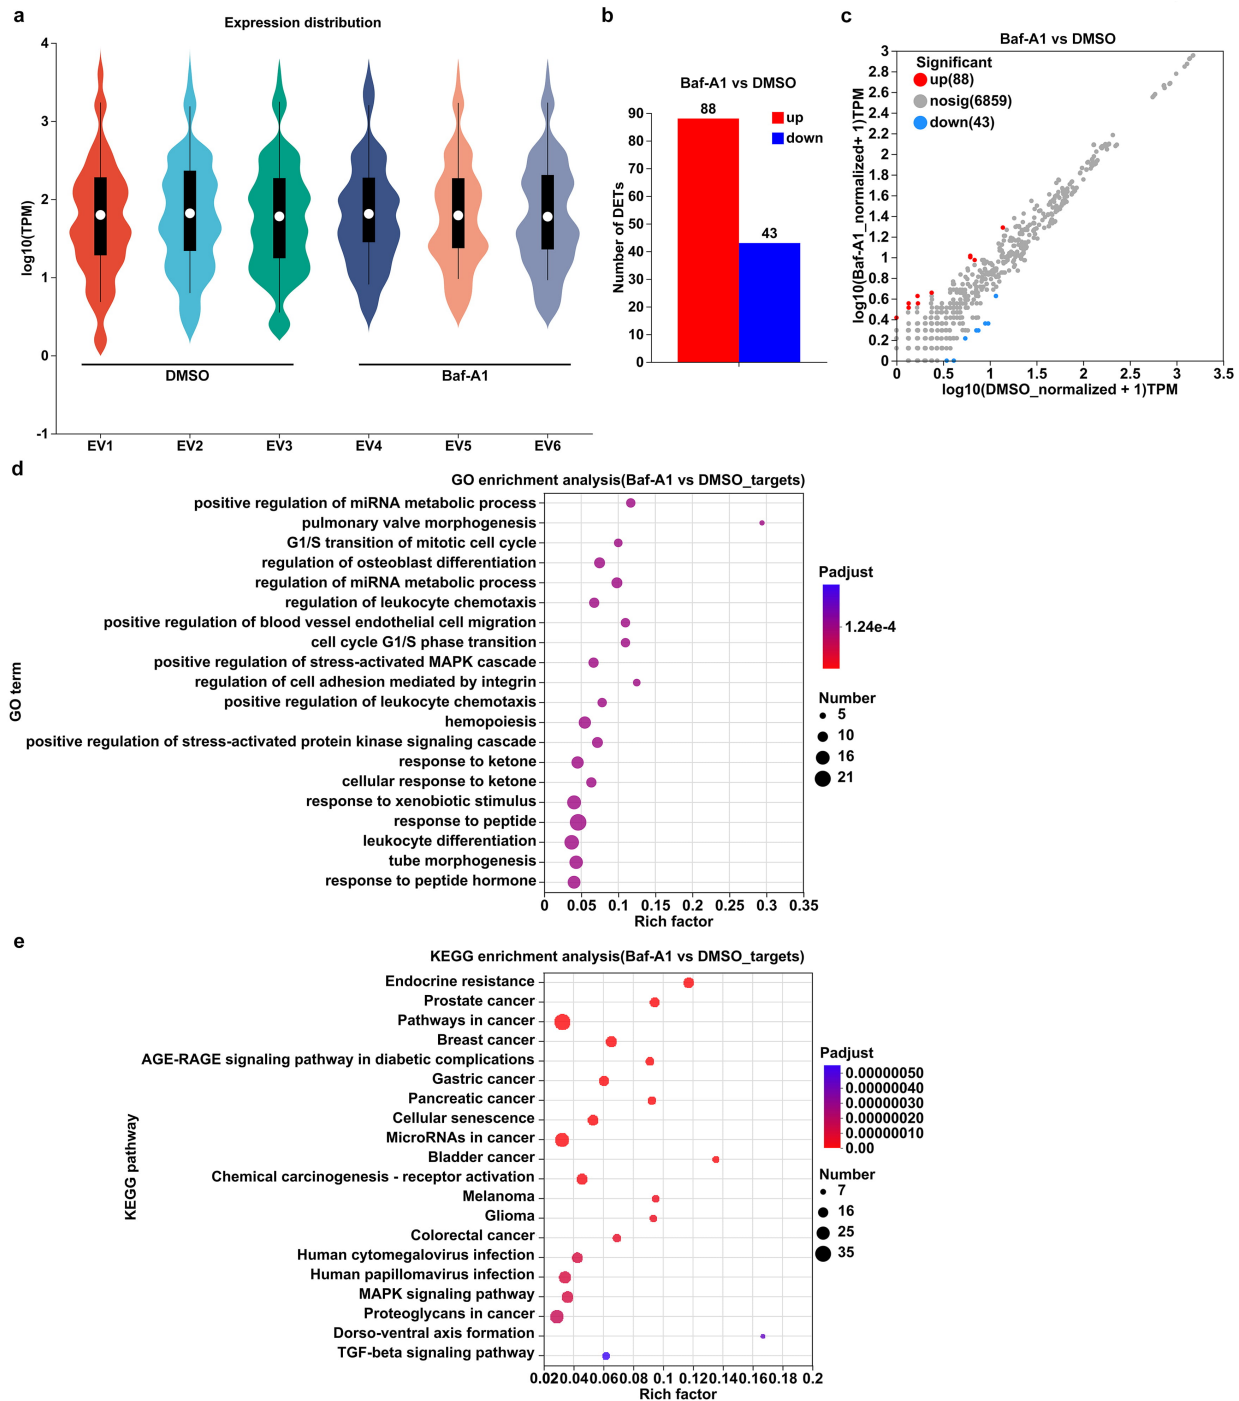 a
Expression distribution
4
3
2
1
0
-1
log10(TPM)
DMSO
Baf-A1
EV1
EV2
EV3
EV4
EV5
EV6
b
Baf-A1 vs DMSO
88
43
up
down
90
80
70
60
50
40
30
20
10
0
Number of DETs
c
Baf-A1 vs DMSO
Significant
up(88)
nosig(6859)
down(43)
3
2.8
2.6
2.4
2.2
2
1.8
1.6
1.4
1.2
1
0.8
0.6
0.4
0.2
0
log10(Baf-A1_normalized+ 1)TPM
0
0.5
1
1.5
2
2.5
3
3.5
log10(DMSO_normalized + 1)TPM
d
GO enrichment analysis(Baf-A1 vs DMSO_targets)
GO term
positive regulation of miRNA metabolic process
pulmonary valve morphogenesis
G1/S transition of mitotic cell cycle
regulation of osteoblast differentiation
regulation of miRNA metabolic process
regulation of leukocyte chemotaxis
positive regulation of blood vessel endothelial cell migration
cell cycle G1/S phase transition
positive regulation of stress-activated MAPK cascade
regulation of cell adhesion mediated by integrin
positive regulation of leukocyte chemotaxis
hemopoiesis
positive regulation of stress-activated protein kinase signaling cascade
response to ketone
cellular response to ketone
response to xenobiotic stimulus
response to peptide
leukocyte differentiation
tube morphogenesis
response to peptide hormone
0
0.05
0.1
0.15
0.2
0.25
0.3
0.35
Rich factor
Padjust
1.24e-4
Number
5
10
16
21
e
KEGG enrichment analysis(Baf-A1 vs DMSO_targets)
KEGG pathway
Endocrine resistance
Prostate cancer
Pathways in cancer
Breast cancer
AGE-RAGE signaling pathway in diabetic complications
Gastric cancer
Pancreatic cancer
Cellular senescence
MicroRNAs in cancer
Bladder cancer
Chemical carcinogenesis - receptor activation
Melanoma
Glioma
Colorectal cancer
Human cytomegalovirus infection
Human papillomavirus infection
MAPK signaling pathway
Proteoglycans in cancer
Dorso-ventral axis formation
TGF-beta signaling pathway
0.02
0.04
0.06
0.08
0.1
0.12
0.14
0.16
0.18
0.2
Rich factor
Padjust
0.00000050
0.00000040
0.00000030
0.00000020
0.00000010
0.00
Number
7
16
25
35